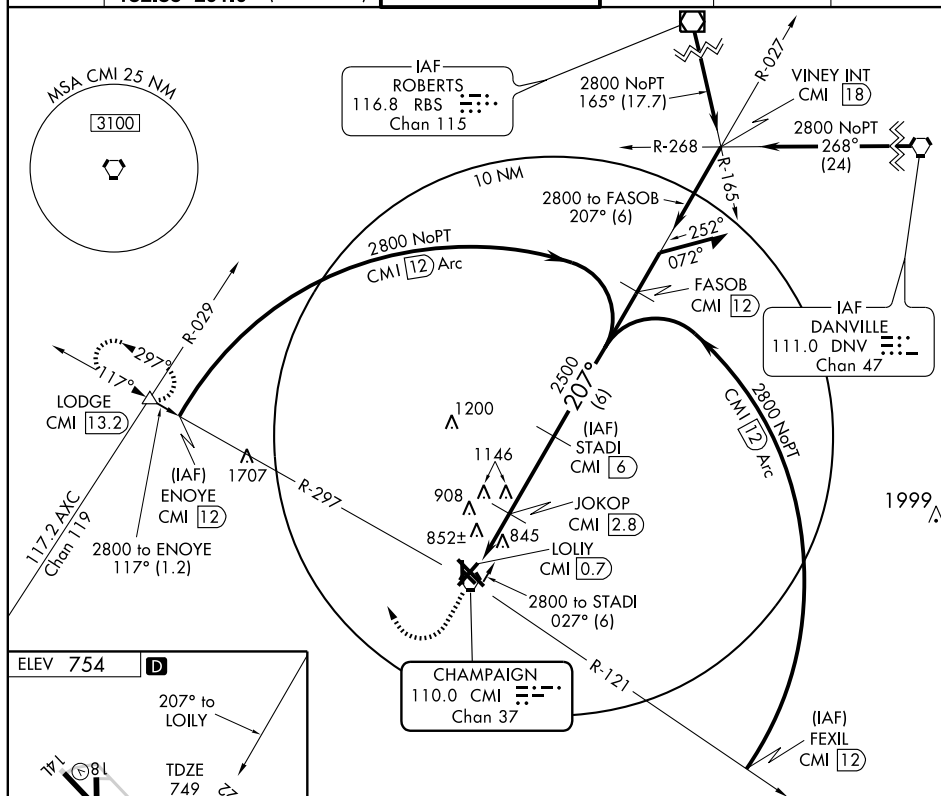 MSA CMI 25 NM
3100
IAF
ROBERTS
116.8 RBS
Chan 115
2800 NoPT
165° (17.7)
R-027
VINEY INT
CMI 18
2800 NoPT
268°
(24)
R-268
R-165
10 NM
2800 to FASOB
207° (6)
252°
072°
2800 NoPT
CMI 12 Arc
FASOB
CMI 12
IAF
DANVILLE
111.0 DNV
Chan 47
R-029
297°
117°
LODGE
CMI 13.2
2500
207°
(6)
2800 NoPT
CMI 12 Arc
(IAF)
STADI
CMI 6
1200
1146
(IAF)
ENOYE
CMI 12
1707
R-297
908
JOKOP
CMI 2.8
1999
852±
845
117.2 AXC
Chan 119
2800 to ENOYE
117° (1.2)
LOLIY
CMI 0.7
2800 to STADI
027° (6)
R-121
CHAMPAIGN
110.0 CMI
Chan 37
(IAF)
FEXIL
CMI 12
ELEV 754 D
207° to
LOILY
TDZE
749
14L
18
V
22